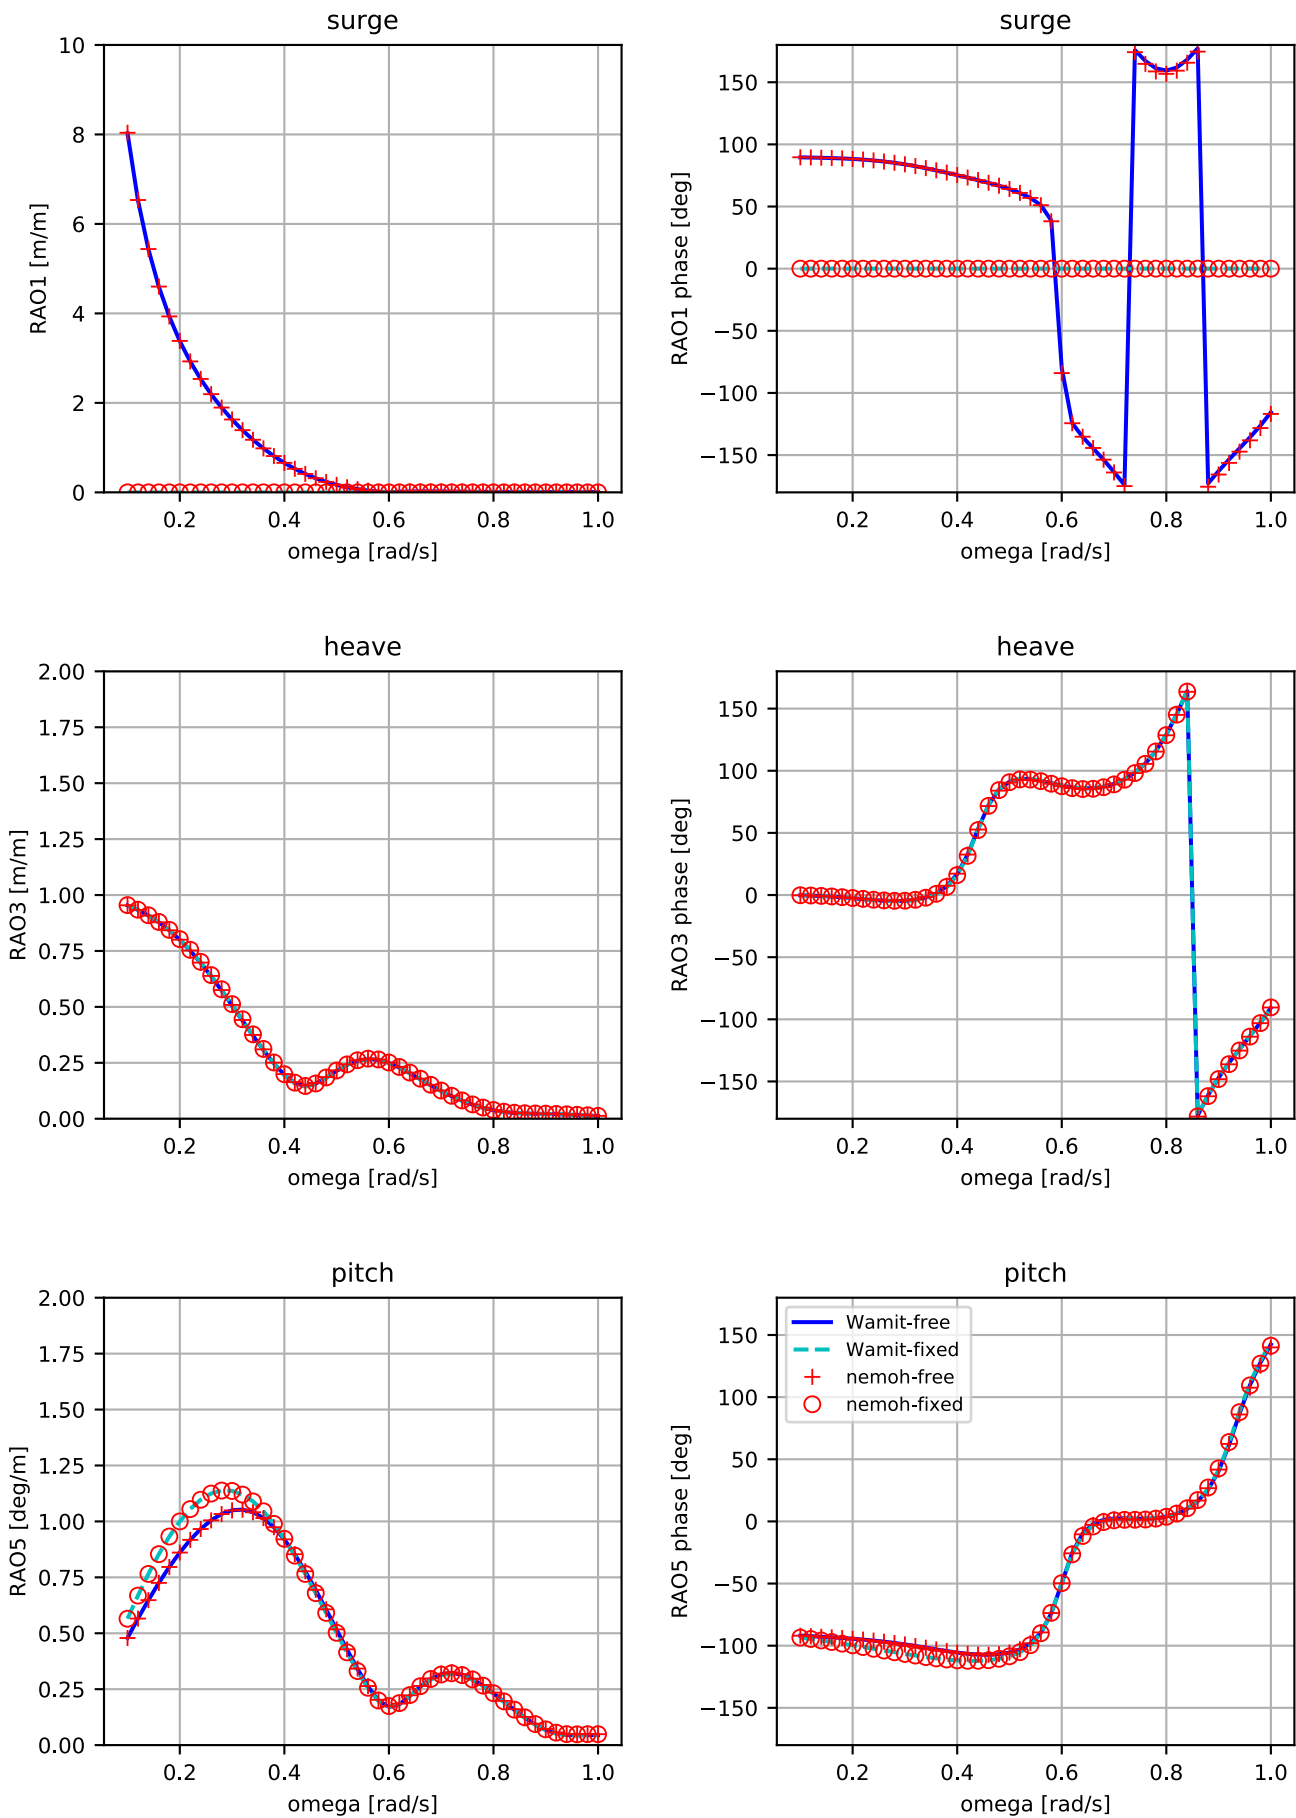 surge
surge
10
8
6
4
2
0
RAO1 [m/m]
0.2 0.4 0.6 0.8 1.0
omega [rad/s]
150
100
50
0
−50
−100
−150
RAO1 phase [deg]
0.2 0.4 0.6 0.8 1.0
omega [rad/s]
heave
heave
2.00
1.75
1.50
1.25
1.00
0.75
0.50
0.25
0.00
RAO3 [m/m]
0.2 0.4 0.6 0.8 1.0
omega [rad/s]
150
100
50
0
−50
−100
−150
RAO3 phase [deg]
0.2 0.4 0.6 0.8 1.0
omega [rad/s]
pitch
pitch
2.00
1.75
1.50
1.25
1.00
0.75
0.50
0.25
0.00
RAO5 [deg/m]
0.2 0.4 0.6 0.8 1.0
omega [rad/s]
150
100
50
0
−50
−100
−150
RAO5 phase [deg]
Wamit-free
Wamit-fixed
nemoh-free
nemoh-fixed
0.2 0.4 0.6 0.8 1.0
omega [rad/s]